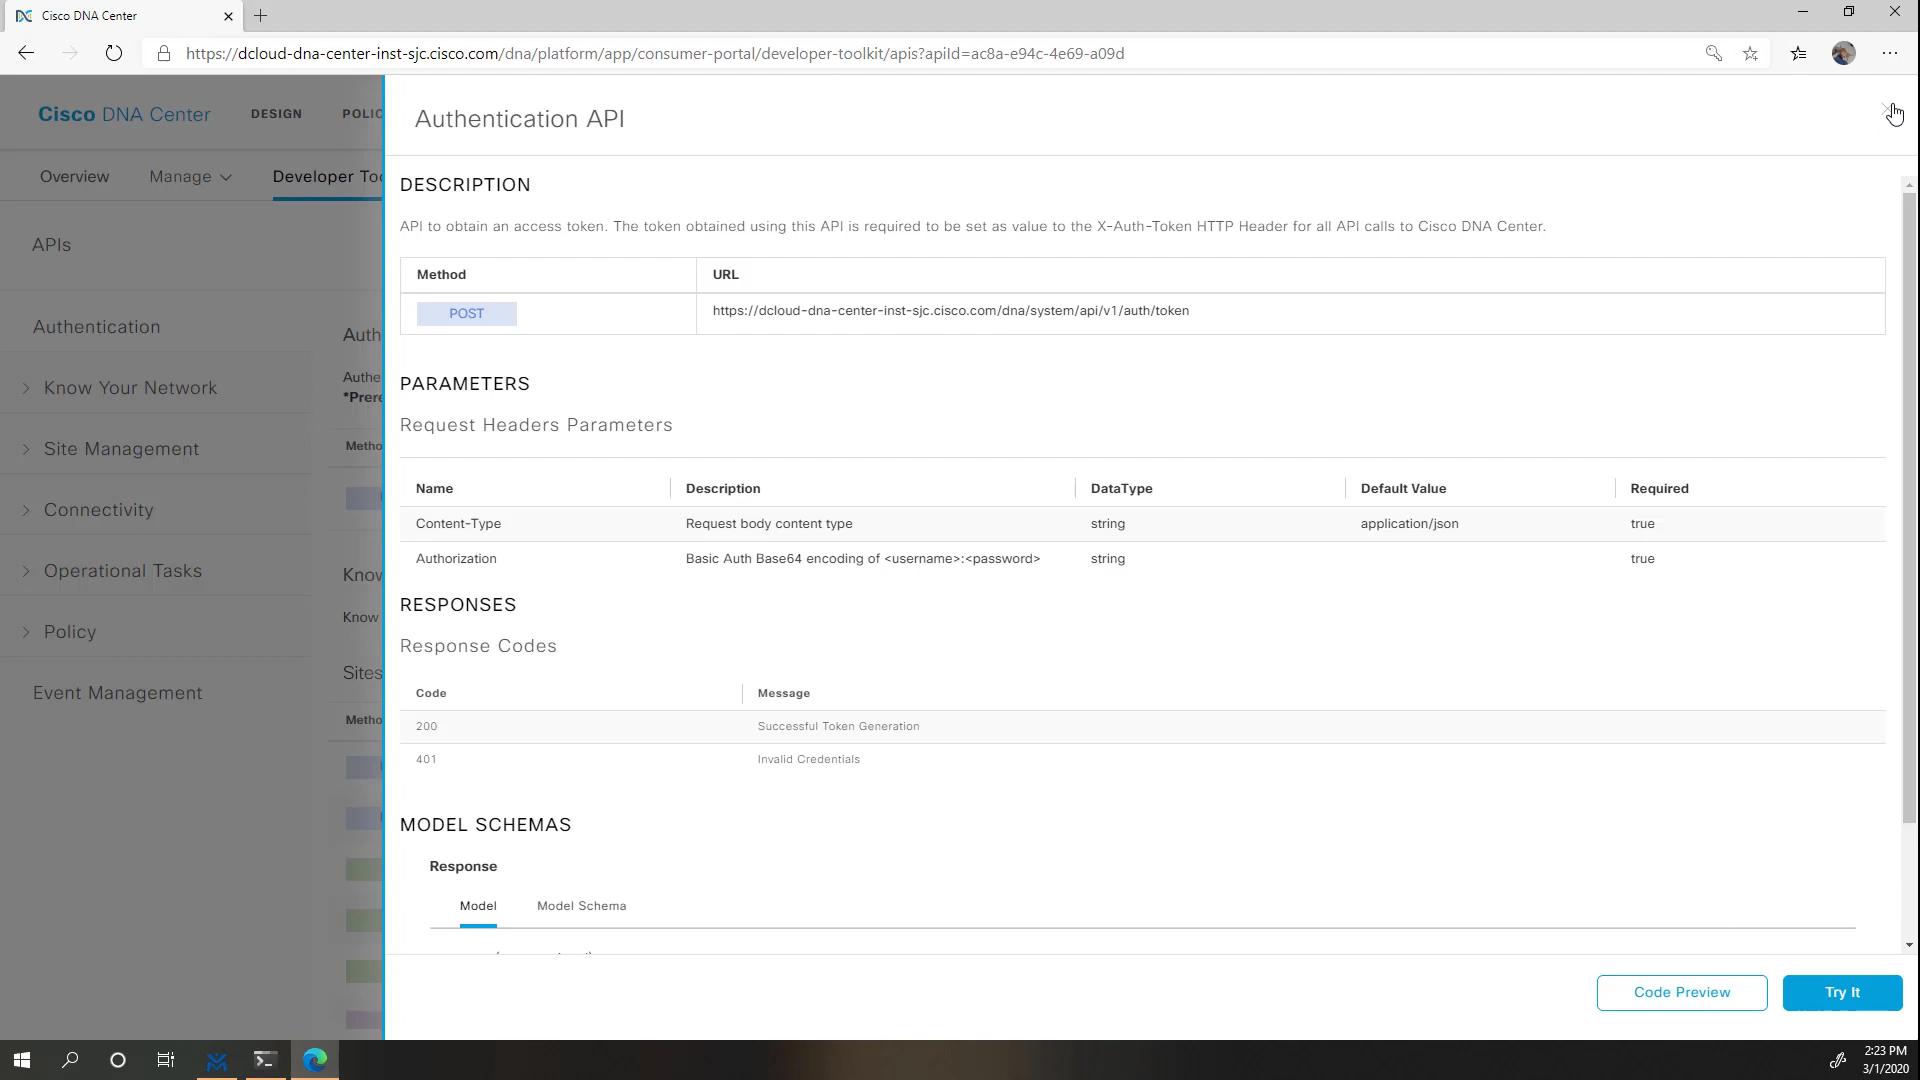 Cisco DNA Center
https://dcloud-dna-center-inst-sjc.cisco.com/dna/platform/app/consumer-portal/developer-toolkit/apis?apiId=ac8a-e94c-4e69-a09d
Cisco DNA Center DESIGN POLIC
Authentication API
Overview Manage Developer Too
DESCRIPTION
API to obtain an access token. The token obtained using this API is required to be set as value to the X-Auth-Token HTTP Header for all API calls to Cisco DNA Center.
APIs
Method URL
POST https://dcloud-dna-center-inst-sjc.cisco.com/dna/system/api/v1/auth/token
Authentication
Auth
Authe
*Prere
Know Your Network
PARAMETERS
Request Headers Parameters
Site Management
Metho
Name Description DataType Default Value Required
Connectivity
Content-Type Request body content type string application/json true
Authorization Basic Auth Base64 encoding of <username>:<password> string true
Operational Tasks
Know
RESPONSES
Know
Policy
Response Codes
Sites
Event Management
Code Message
Metho
200 Successful Token Generation
401 Invalid Credentials
MODEL SCHEMAS
Response
Model Model Schema
Code Preview Try It
2:23 PM
3/1/2020